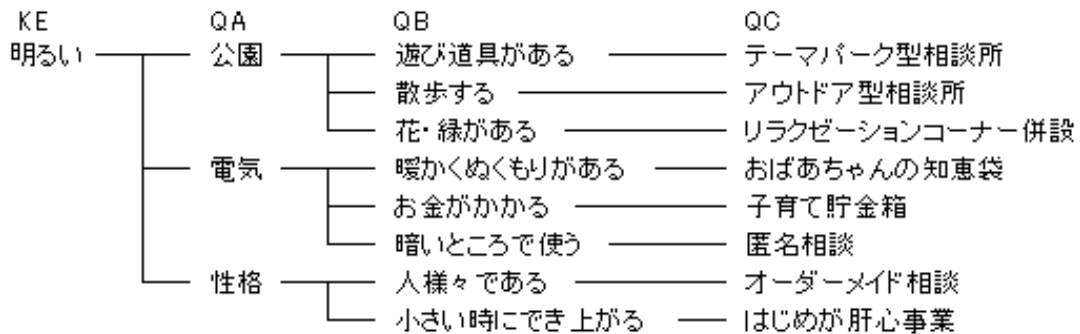 KE QA QB QC
明るい 公園 遊び道具がある テーマパーク型相談所
散歩する アウトドア型相談所
花・緑がある リラクゼーションコーナー併設
電気 暖かくぬくもりがある おばあちゃんの知恵袋
お金がかかる 子育て貯金箱
暗いところで使う 匿名相談
性格 人様々である オーダーメイド相談
小さい時にでき上がる はじめが肝心事業